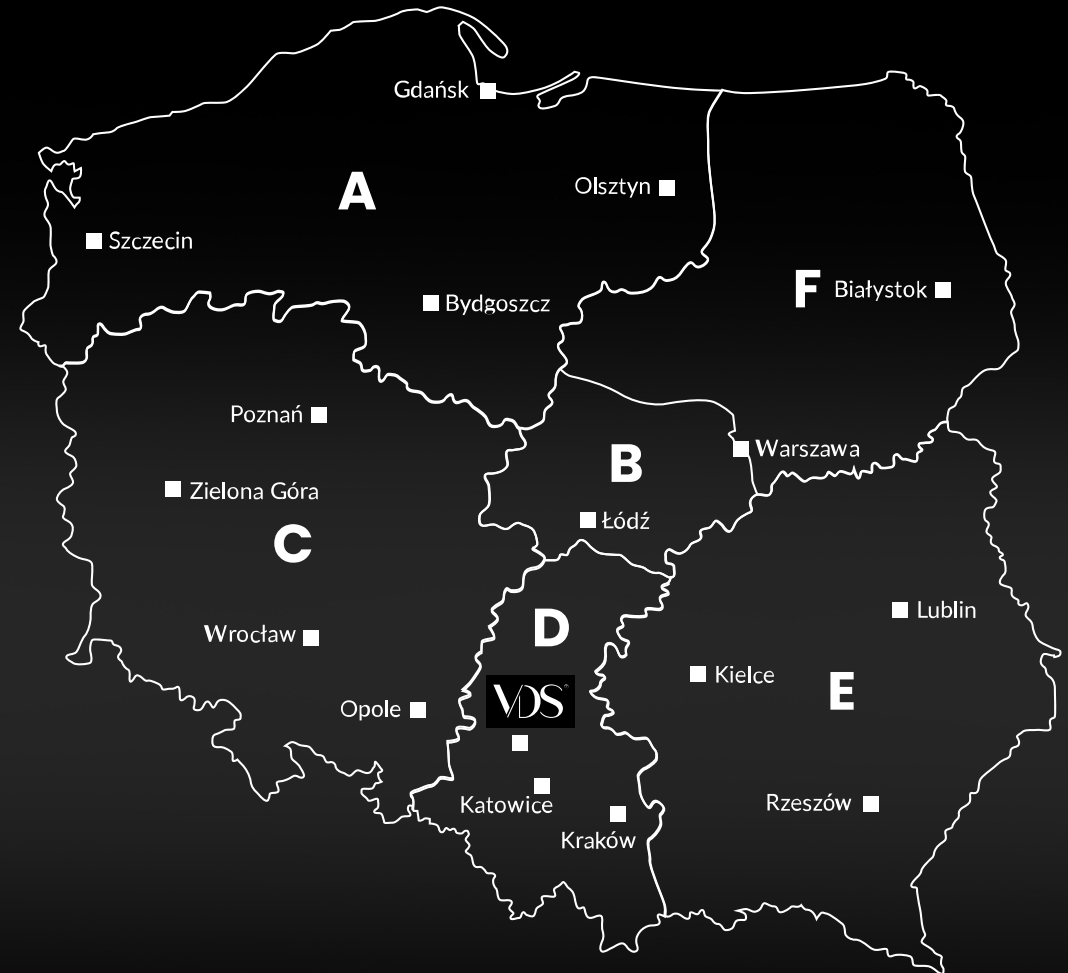 Gdańsk
Olsztyn
A
Szczecin
F Białystok
Bydgoszcz
Poznań
Warszawa
B
Zielona Góra
Łódź
C
Lublin
D
Wrocław
Kielce
E
VDS
Opole
Katowice
Rzeszów
Kraków